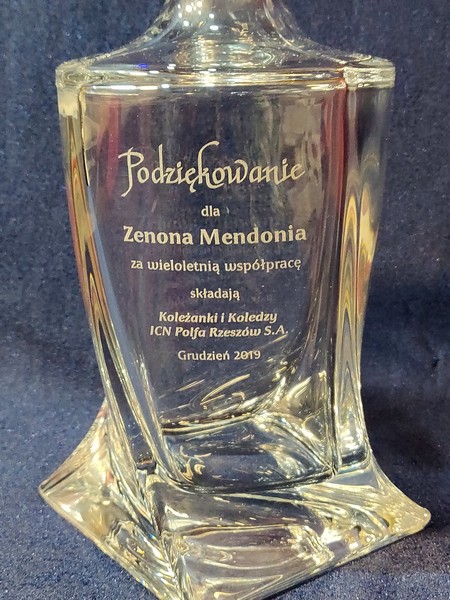 Podziękowanie
dla
Zenona Mendonia
za wieloletnią współpracę
składają
Koleżanki i Koledzy
ICN Polfa Rzeszów S.A.
Grudzień 2019